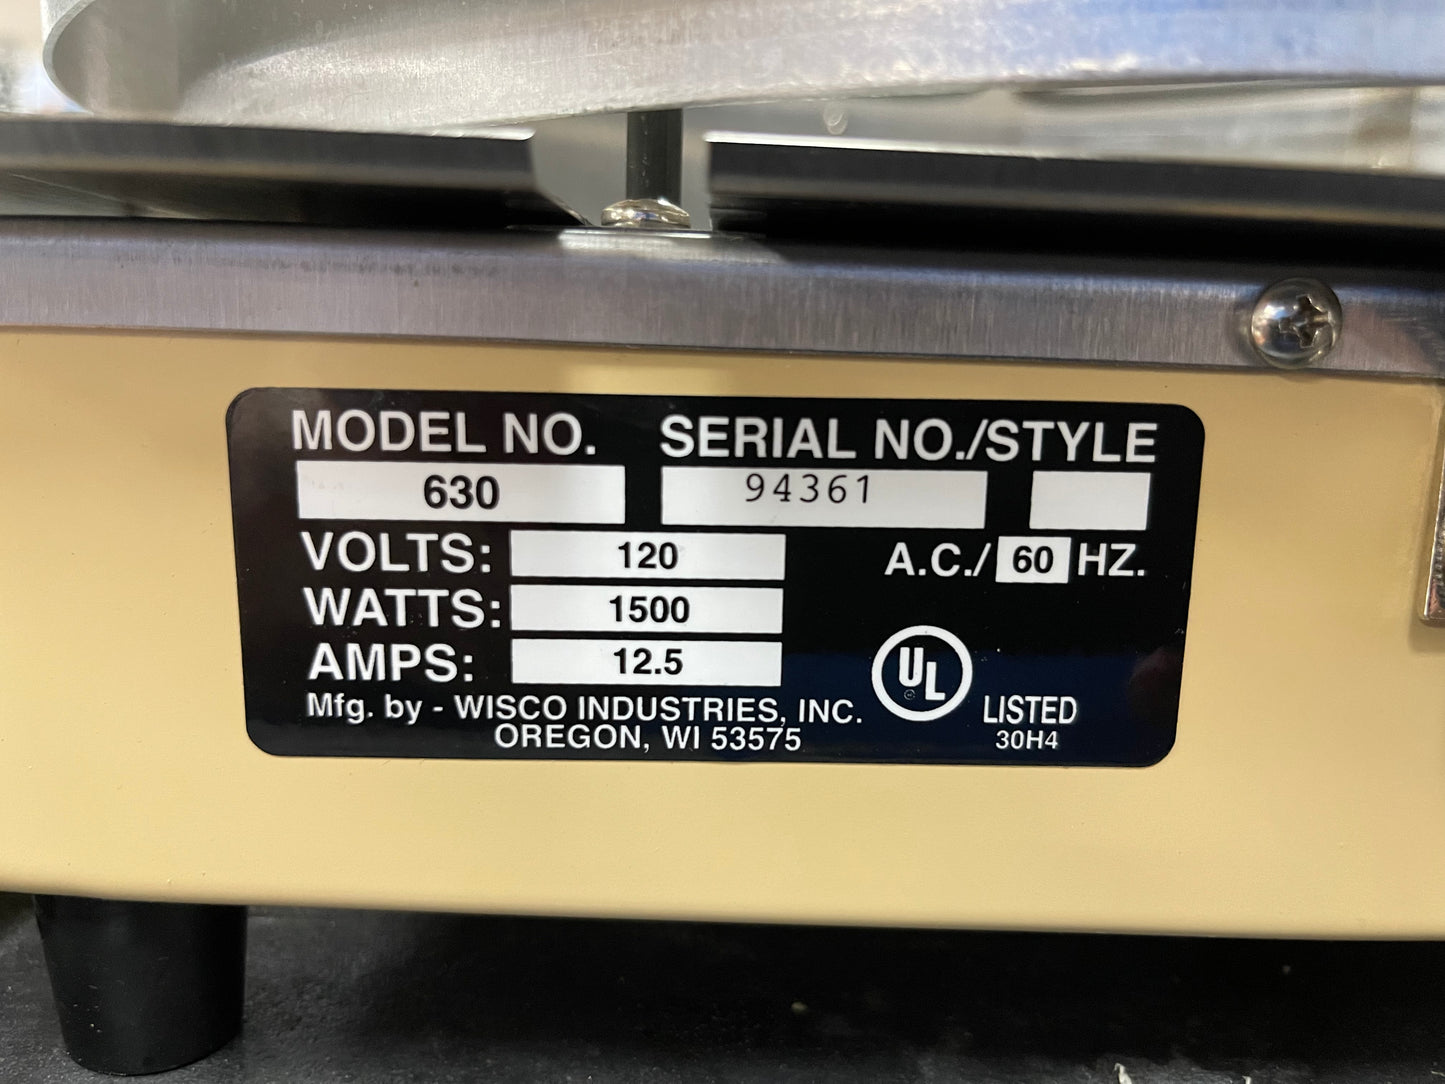 MODEL NO. SERIAL NO./STYLE
630 94361
VOLTS: 120 A.C./ 60 HZ.
WATTS: 1500
AMPS: 12.5
UL
LISTED
30H4
Mfg. by - WISCO INDUSTRIES, INC.
OREGON, WI 53575